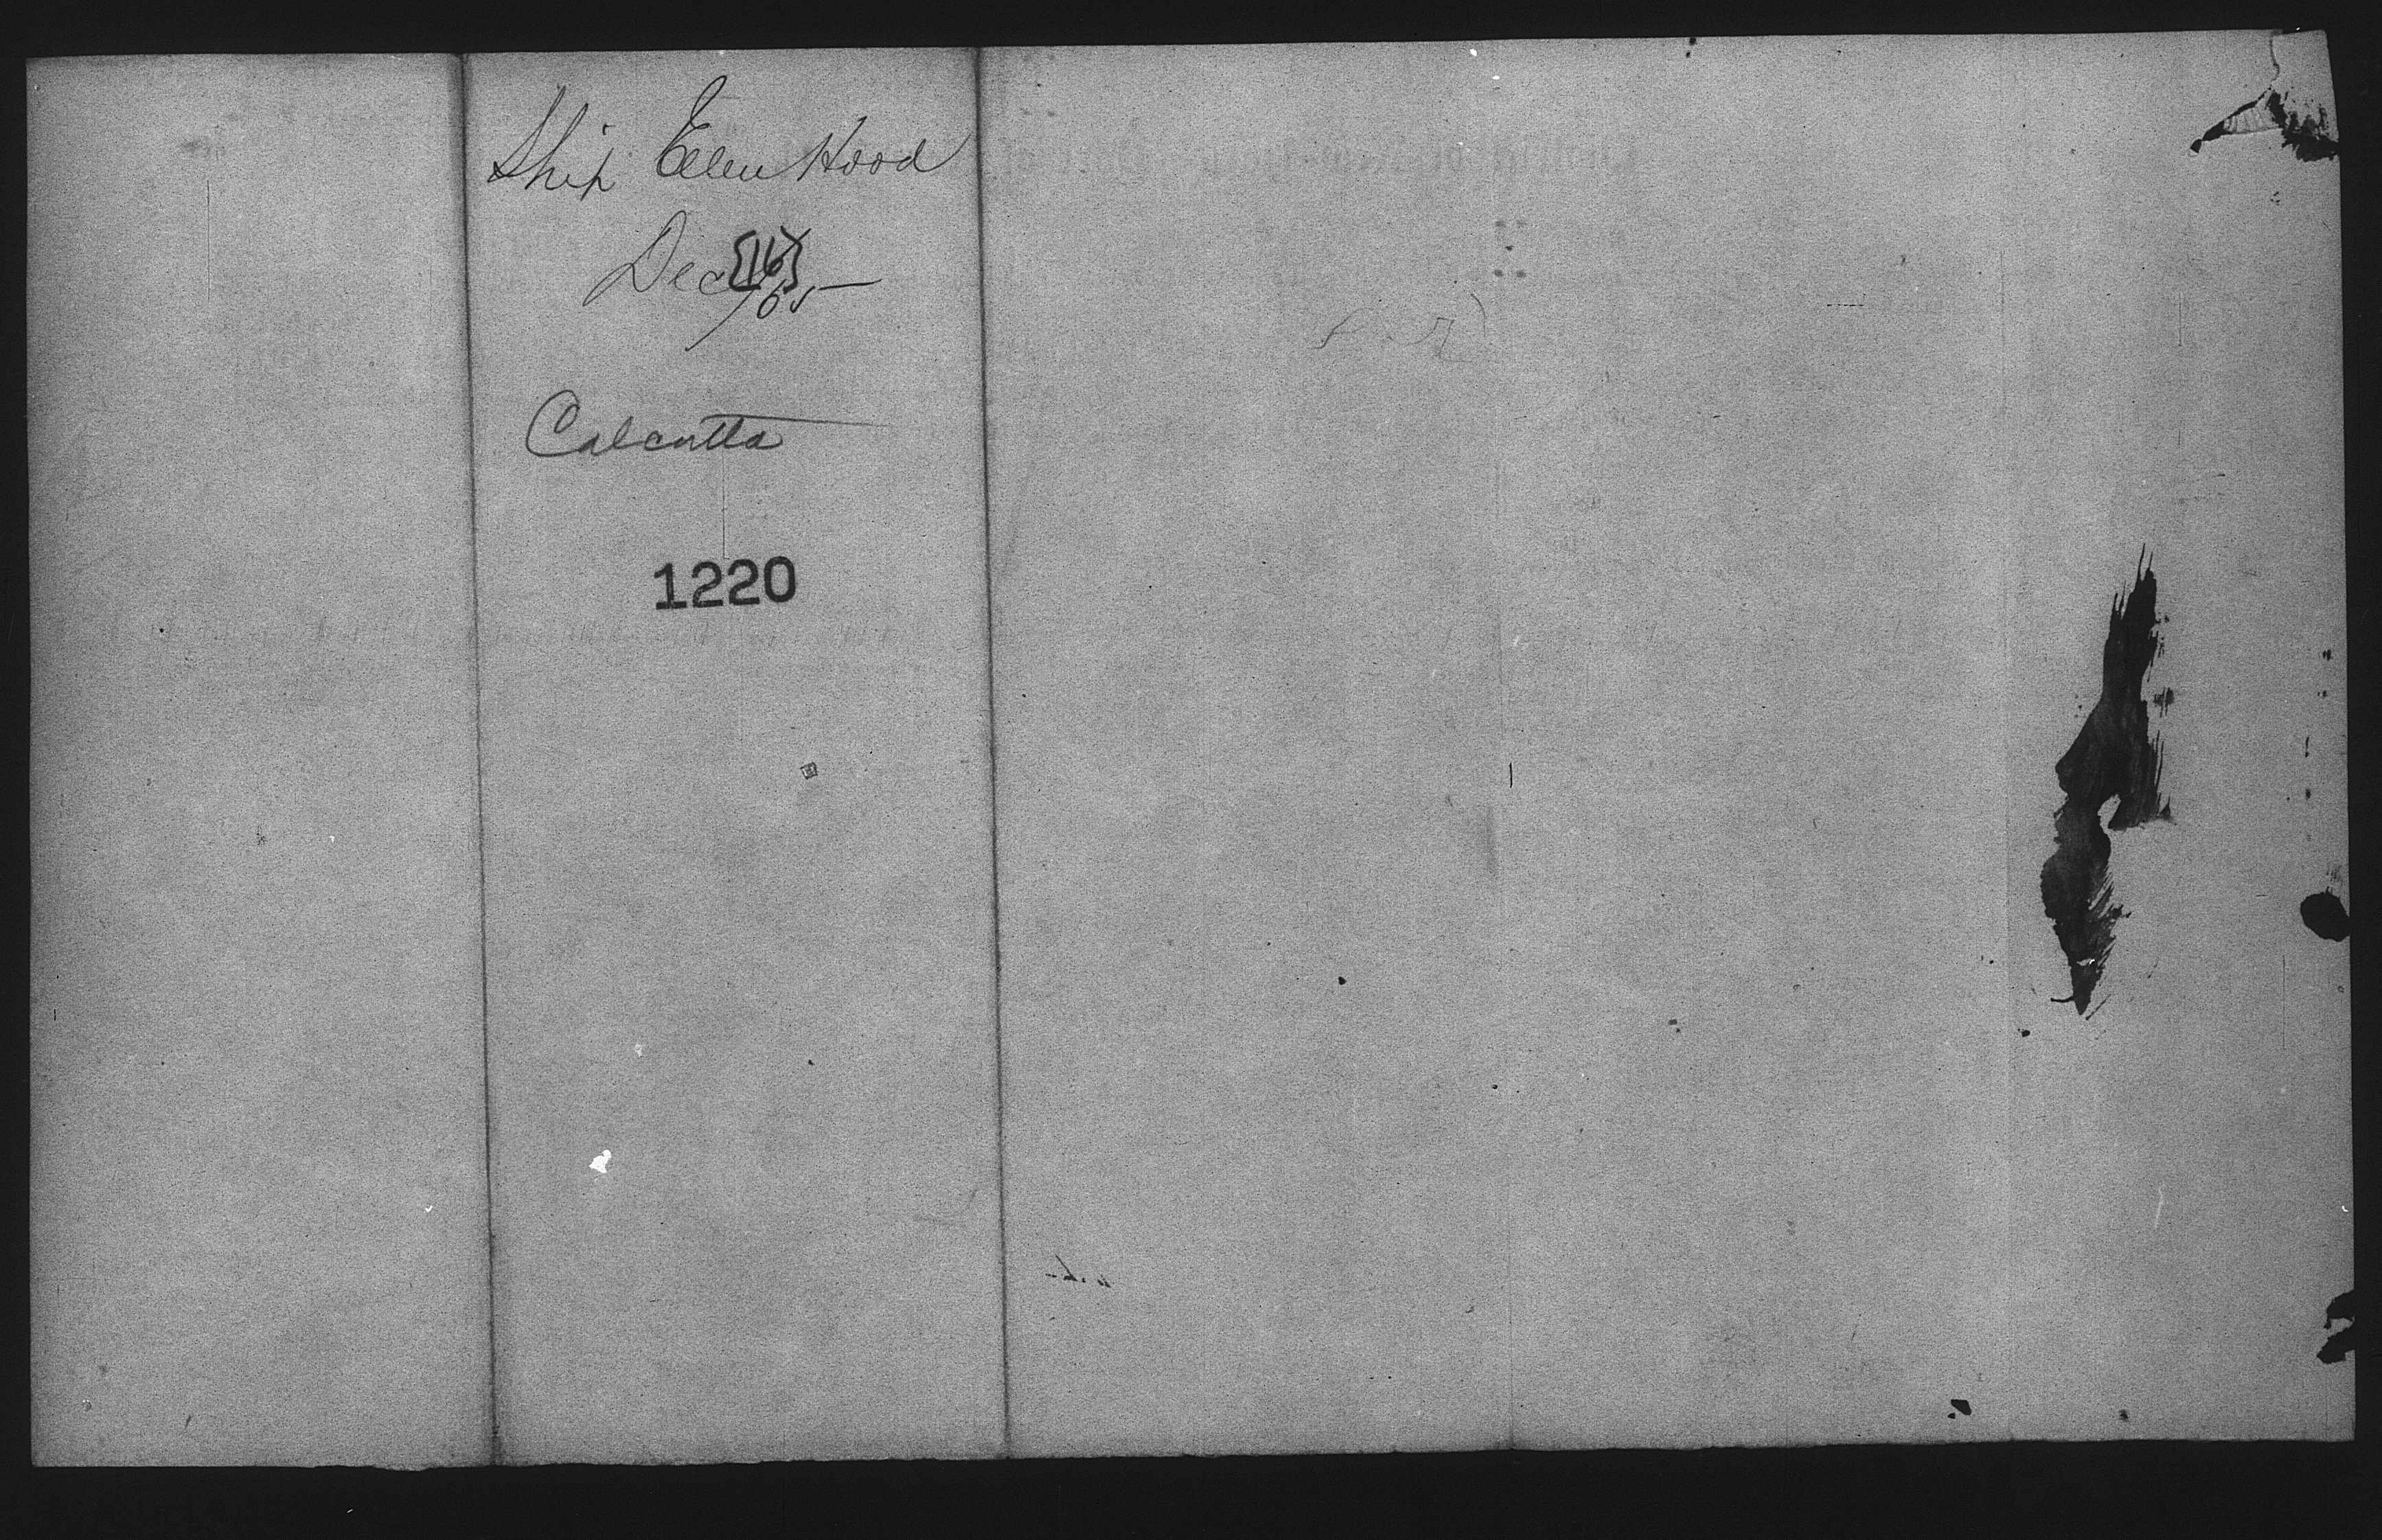 Ship Ellen Hood
Dec {16}/65
Calcutta
1220